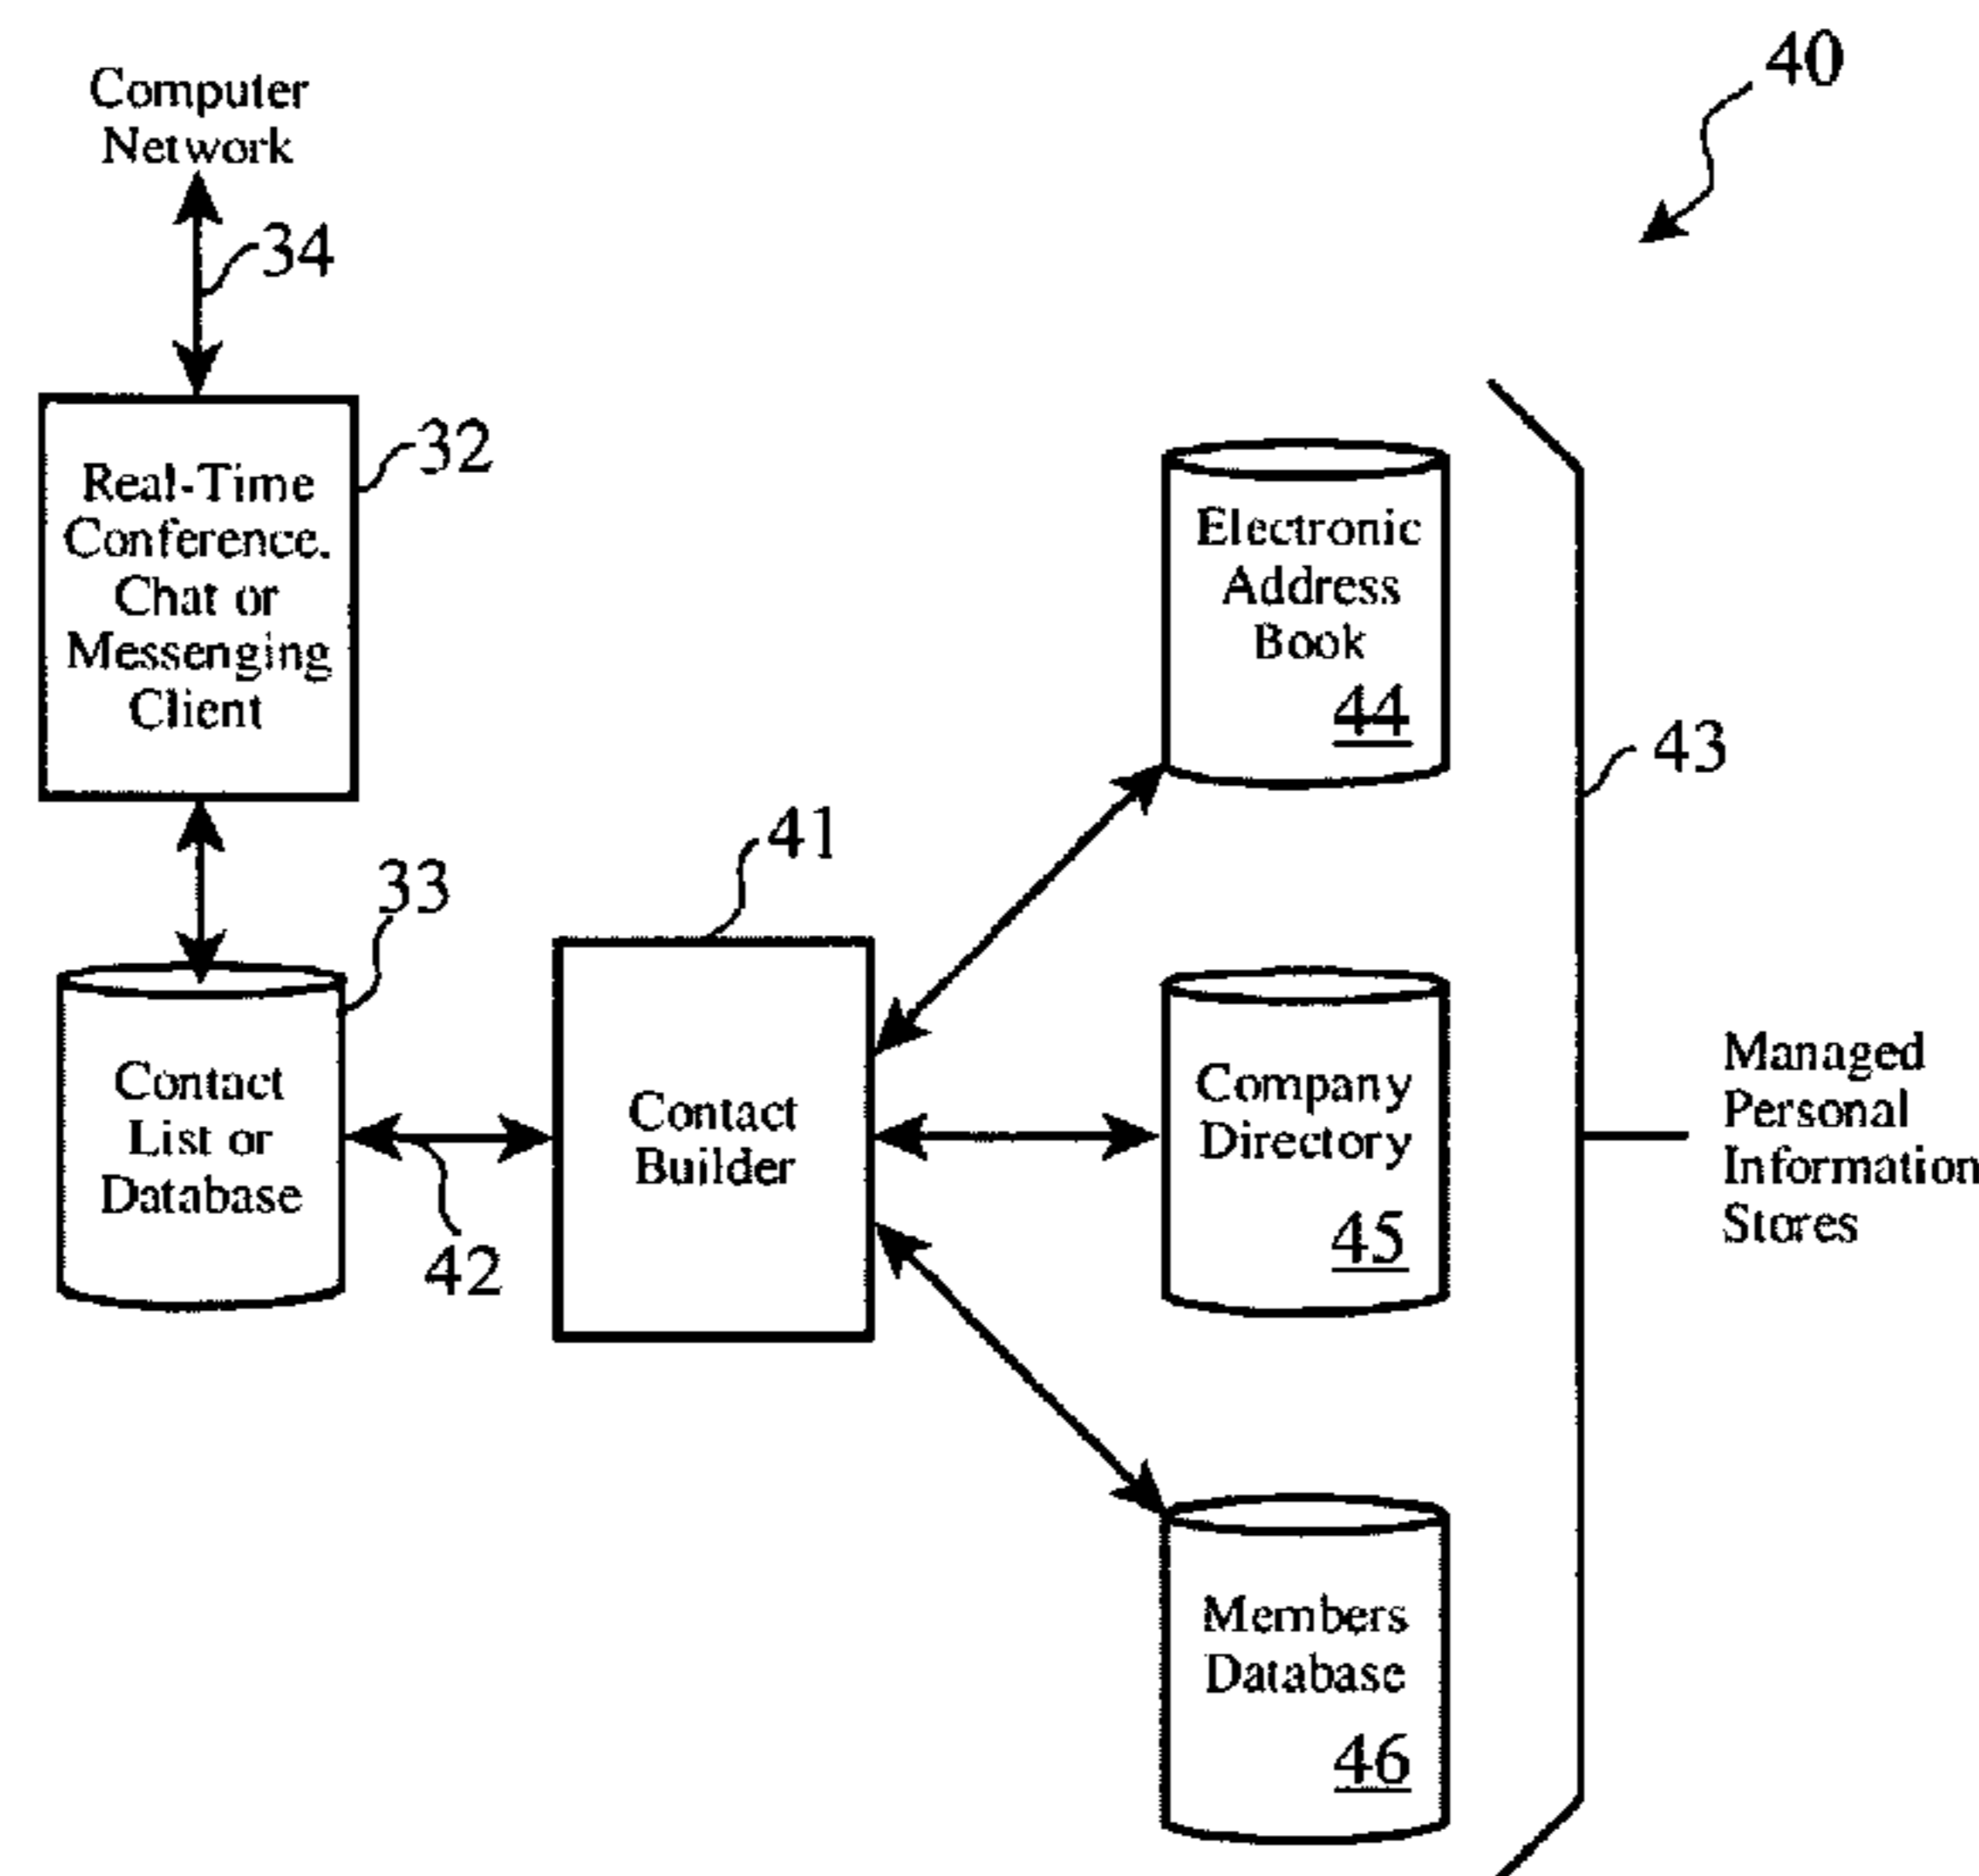 40
Computer
Network
34
32
Real-Time
Conference,
Chat or
Messenging
Client
33
Contact
List or
Database
42
41
Contact
Builder
Electronic
Address
Book
44
Company
Directory
45
Members
Database
46
43
Managed
Personal
Information
Stores